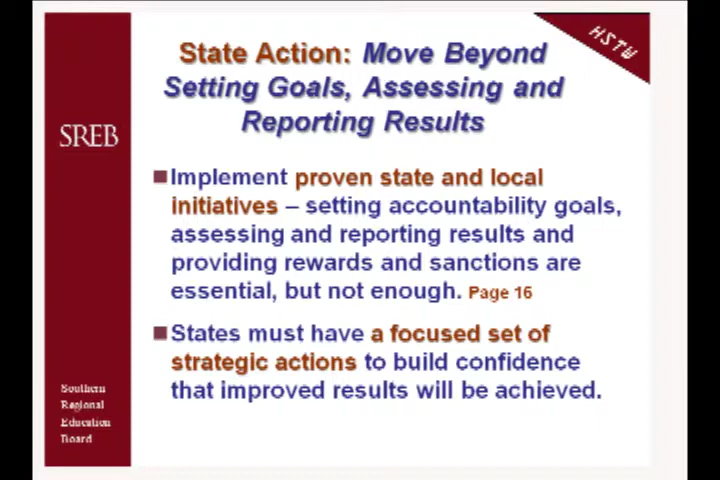 State Action: Move Beyond
Setting Goals, Assessing and
Reporting Results
HSTW
SREB
■Implement proven state and local
initiatives – setting accountability goals,
assessing and reporting results and
providing rewards and sanctions are
essential, but not enough. Page 16
■States must have a focused set of
strategic actions to build confidence
that improved results will be achieved.
Southern
Regional
Education
Board